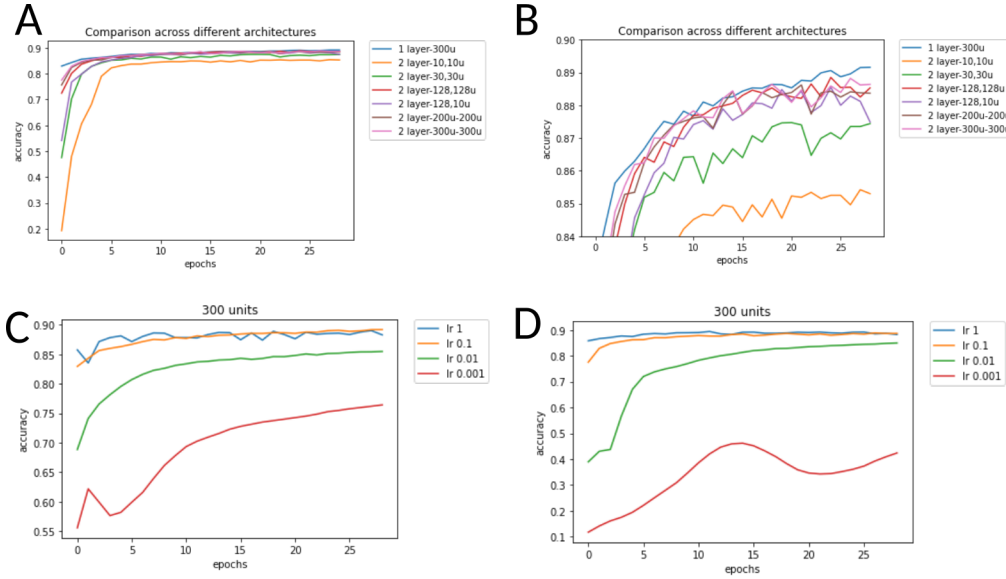 A
Comparison across different architectures
0.9
0.8
0.7
0.6
0.5
0.4
0.3
0.2
accuracy
0 5 10 15 20 25
epochs
1 layer-300u
2 layer-10,10u
2 layer-30,30u
2 layer-128,128u
2 layer-128,10u
2 layer-200u-200u
2 layer-300u-300u
B
Comparison across different architectures
0.90
0.89
0.88
0.87
0.86
0.85
0.84
accuracy
0 5 10 15 20 25
epochs
1 layer-300u
2 layer-10,10u
2 layer-30,30u
2 layer-128,128u
2 layer-128,10u
2 layer-200u-200u
2 layer-300u-300u
C
300 units
0.90
0.85
0.80
0.75
0.70
0.65
0.60
0.55
accuracy
0 5 10 15 20 25
epochs
lr 1
lr 0.1
lr 0.01
lr 0.001
D
300 units
0.9
0.8
0.7
0.6
0.5
0.4
0.3
0.2
0.1
accuracy
0 5 10 15 20 25
epochs
lr 1
lr 0.1
lr 0.01
lr 0.001